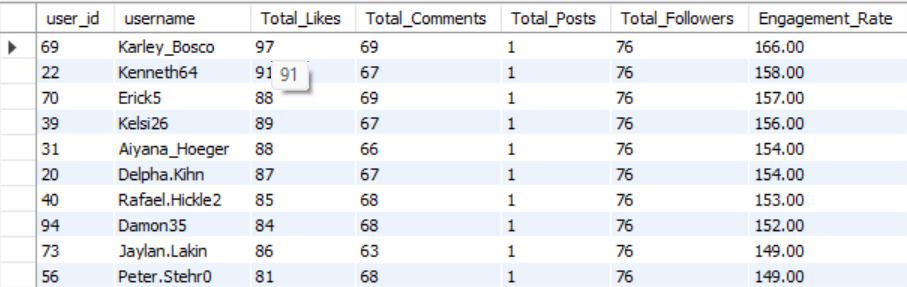 user_id username Total_Likes Total_Comments Total_Posts Total_Followers Engagement_Rate
69 Karley_Bosco 97 69 1 76 166.00
22 Kenneth64 91 67 1 76 158.00
91
70 Erick5 88 69 1 76 157.00
39 Kelsi26 89 67 1 76 156.00
31 Aiyana_Hoeger 88 66 1 76 154.00
20 Delpha.Kihn 87 67 1 76 154.00
40 Rafael.Hickle2 85 68 1 76 153.00
94 Damon35 84 68 1 76 152.00
73 Jaylan.Lakin 86 63 1 76 149.00
56 Peter.Stehr0 81 68 1 76 149.00